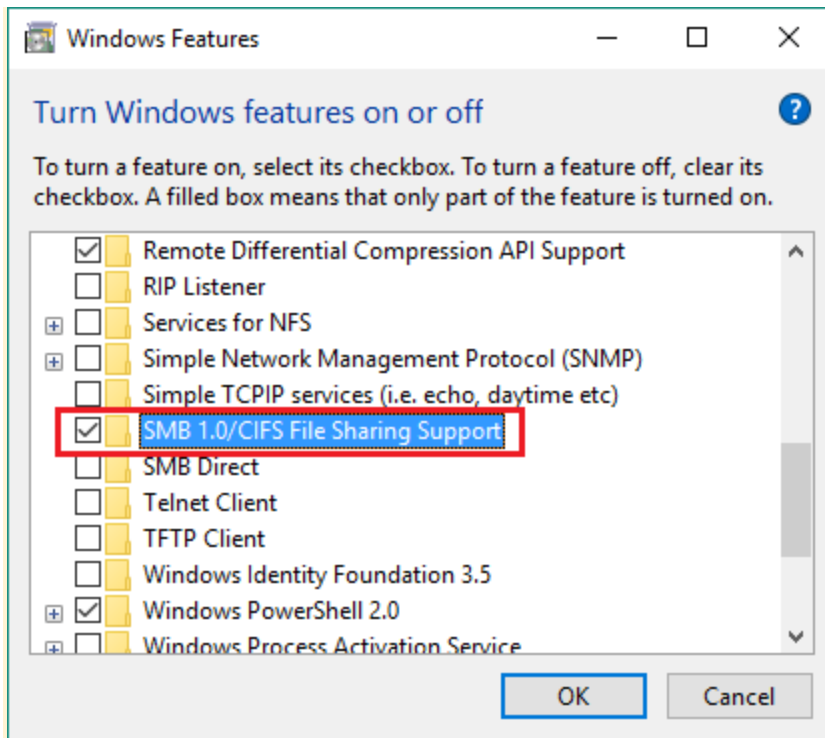 Windows Features
Turn Windows features on or off
?
To turn a feature on, select its checkbox. To turn a feature off, clear its
checkbox. A filled box means that only part of the feature is turned on.
Remote Differential Compression API Support
RIP Listener
Services for NFS
Simple Network Management Protocol (SNMP)
Simple TCPIP services (i.e. echo, daytime etc)
SMB 1.0/CIFS File Sharing Support
SMB Direct
Telnet Client
TFTP Client
Windows Identity Foundation 3.5
Windows PowerShell 2.0
Windows Process Activation Service
OK
Cancel